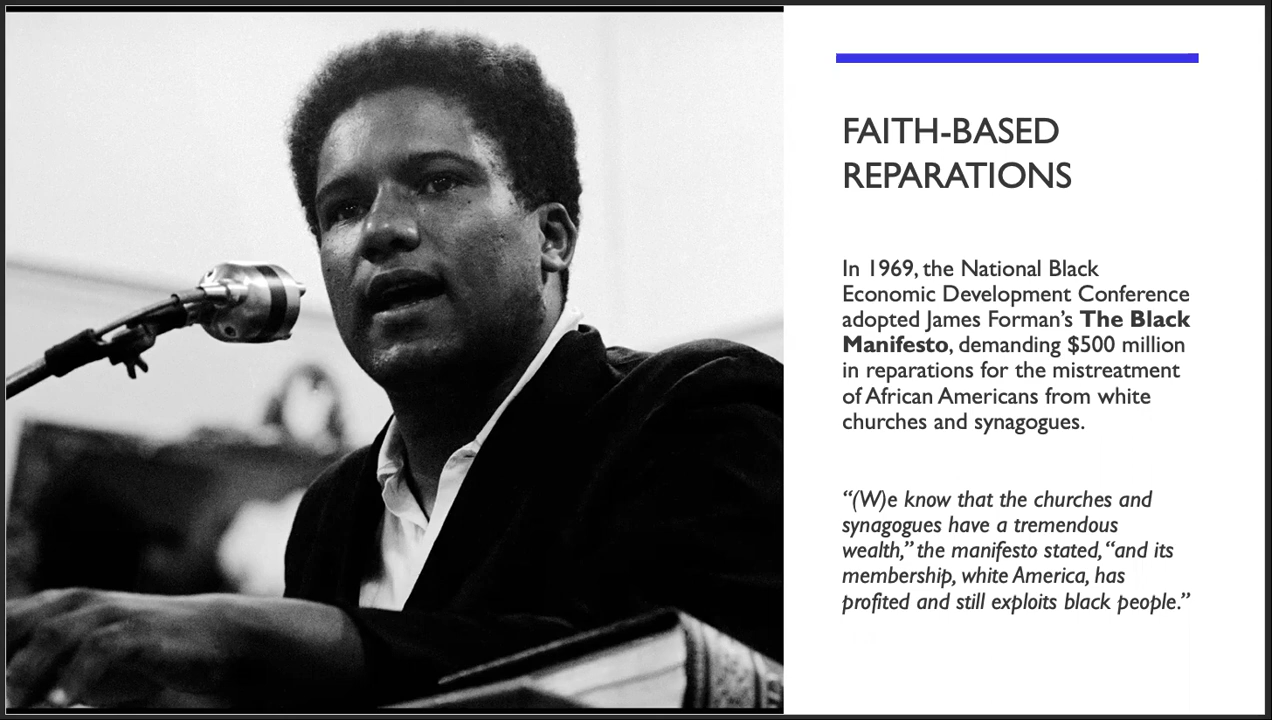 FAITH-BASED
REPARATIONS
In 1969, the National Black
Economic Development Conference
adopted James Forman’s The Black
Manifesto, demanding $500 million
in reparations for the mistreatment
of African Americans from white
churches and synagogues.
“(W)e know that the churches and
synagogues have a tremendous
wealth,” the manifesto stated, “and its
membership, white America, has
profited and still exploits black people.”